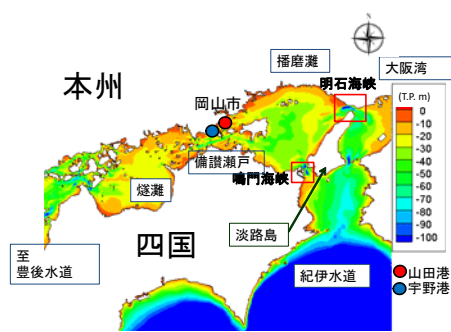 播磨灘
大阪湾
本州
明石海峡
岡山市
(T.P. m)
0
-10
-20
-30
-40
-50
-60
-70
-80
-90
-100
備讃瀬戸
鳴門海峡
燧灘
淡路島
四国
至
豊後水道
紀伊水道
山田港
宇野港